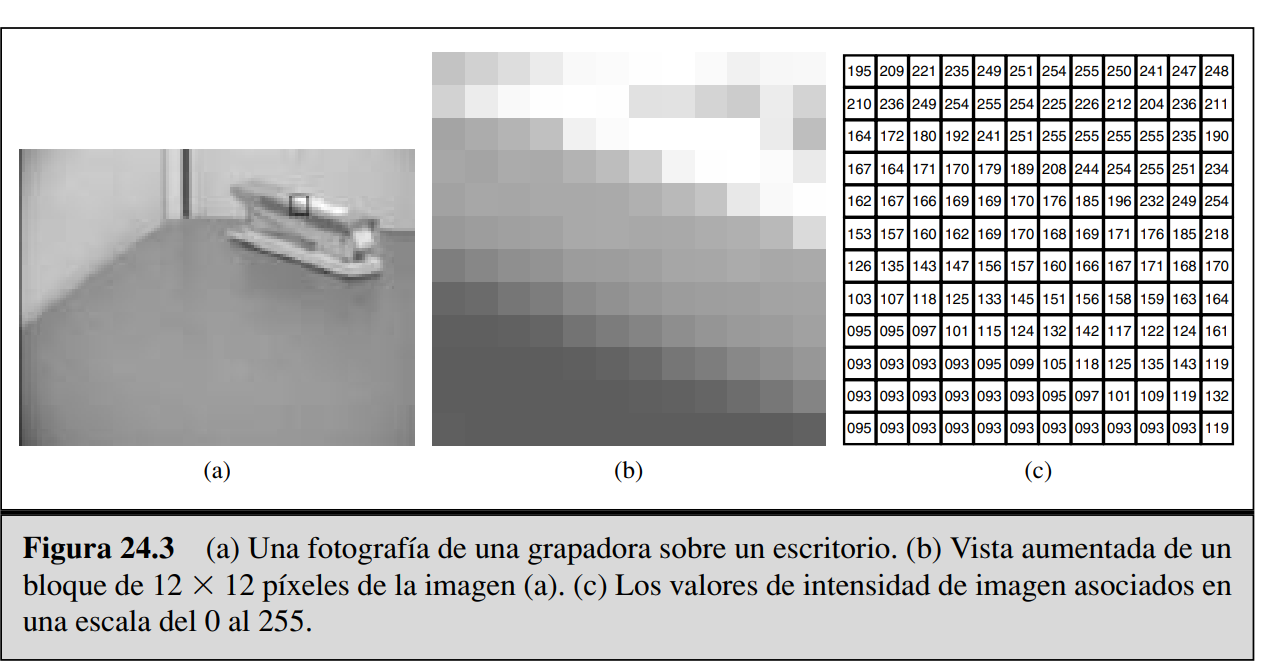 195 209 221 235 249 251 254 255 250 241 247 248
210 236 249 254 255 254 225 226 212 204 236 211
164 172 180 192 241 251 255 255 255 255 235 190
167 164 171 170 179 189 208 244 254 255 251 234
162 167 166 169 169 170 176 185 196 232 249 254
153 157 160 162 169 170 168 169 171 176 185 218
126 135 143 147 156 157 160 166 167 171 168 170
103 107 118 125 133 145 151 156 158 159 163 164
095 095 097 101 115 124 132 142 117 122 124 161
093 093 093 093 095 099 105 118 125 135 143 119
093 093 093 093 093 093 095 097 101 109 119 132
095 093 093 093 093 093 093 093 093 093 093 119
(a) (b) (c)
Figura 24.3 (a) Una fotografía de una grapadora sobre un escritorio. (b) Vista aumentada de un
bloque de 12 × 12 píxeles de la imagen (a). (c) Los valores de intensidad de imagen asociados en
una escala del 0 al 255.